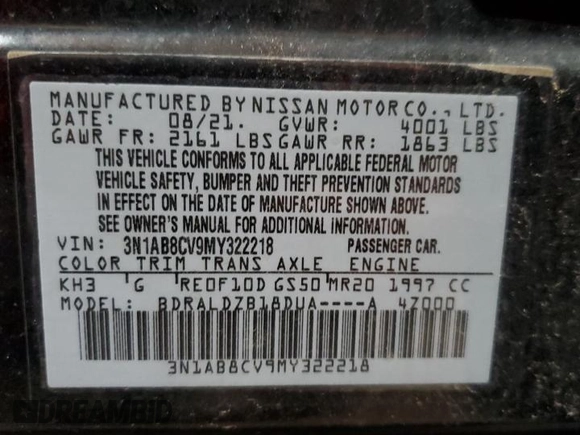 MANUFACTURED BY NISSAN MOTOR CO., LTD.
DATE: 08/21. GVWR: 4001 LBS
GAWR FR: 2161 LBS GAWR RR: 1863 LBS
THIS VEHICLE CONFORMS TO ALL APPLICABLE FEDERAL MOTOR
VEHICLE SAFETY, BUMPER AND THEFT PREVENTION STANDARDS
IN EFFECT ON THE DATE OF MANUFACTURE SHOWN ABOVE.
SEE OWNER'S MANUAL FOR ADDITIONAL INFORMATION.
VIN: 3N1AB8CV9MY322218 PASSENGER CAR.
COLOR TRIM TRANS AXLE ENGINE
KH3 G RE0F10D GS50 MR20 1997 CC
MODEL: BDRALDZB18DUA----A 4Z000
3N1AB8CV9MY322218
DREAMBID